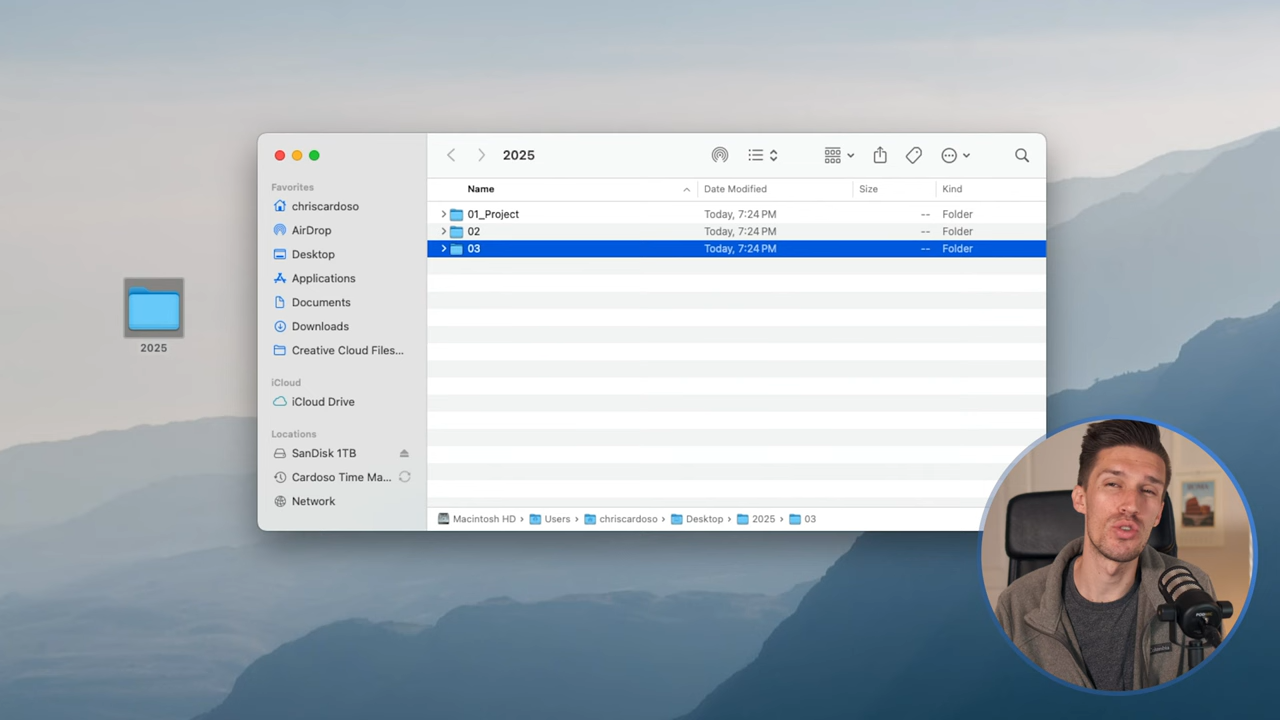 2025
Name
Date Modified
Size
Kind
01_Project
Today, 7:24 PM
--
Folder
02
Today, 7:24 PM
--
Folder
03
Today, 7:24 PM
--
Folder
Favorites
chriscardoso
AirDrop
Desktop
Applications
Documents
Downloads
Creative Cloud Files...
iCloud
iCloud Drive
Locations
SanDisk 1TB
Cardoso Time Ma...
Network
Macintosh HD › Users › chriscardoso › Desktop › 2025 › 03
2025